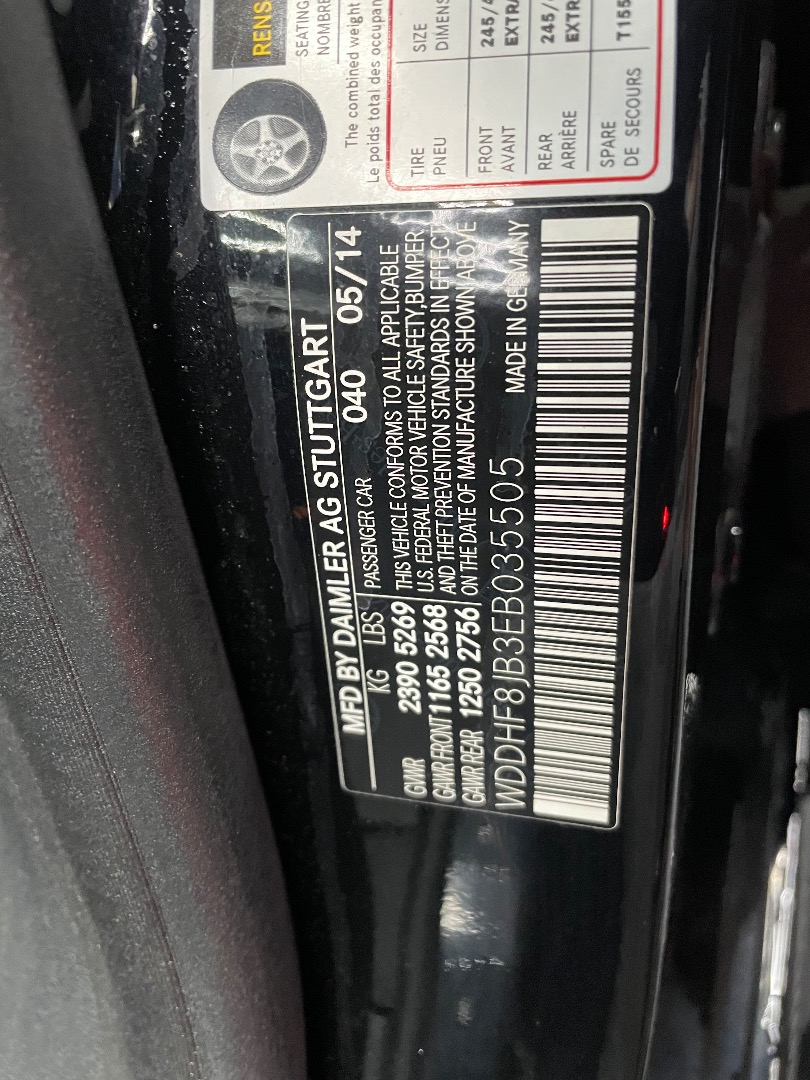 RENS
SEATING
NOMBRE
The combined weight
Le poids total des occupan
TIRE SIZE
PNEU DIMENS
FRONT 245/4
AVANT EXTRA
REAR 245/
ARRIÈRE EXTR
SPARE T155
DE SECOURS
MFD BY DAIMLER AG STUTTGART
KG LBS PASSENGER CAR 040 05/14
GVWR 2390 5269 THIS VEHICLE CONFORMS TO ALL APPLICABLE
GAWR FRONT 1165 2568 U.S. FEDERAL MOTOR VEHICLE SAFETY,BUMPER,
GAWR REAR 1250 2756 AND THEFT PREVENTION STANDARDS IN EFFECT
ON THE DATE OF MANUFACTURE SHOWN ABOVE
WDDHF8JB3EB035505 MADE IN GERMANY